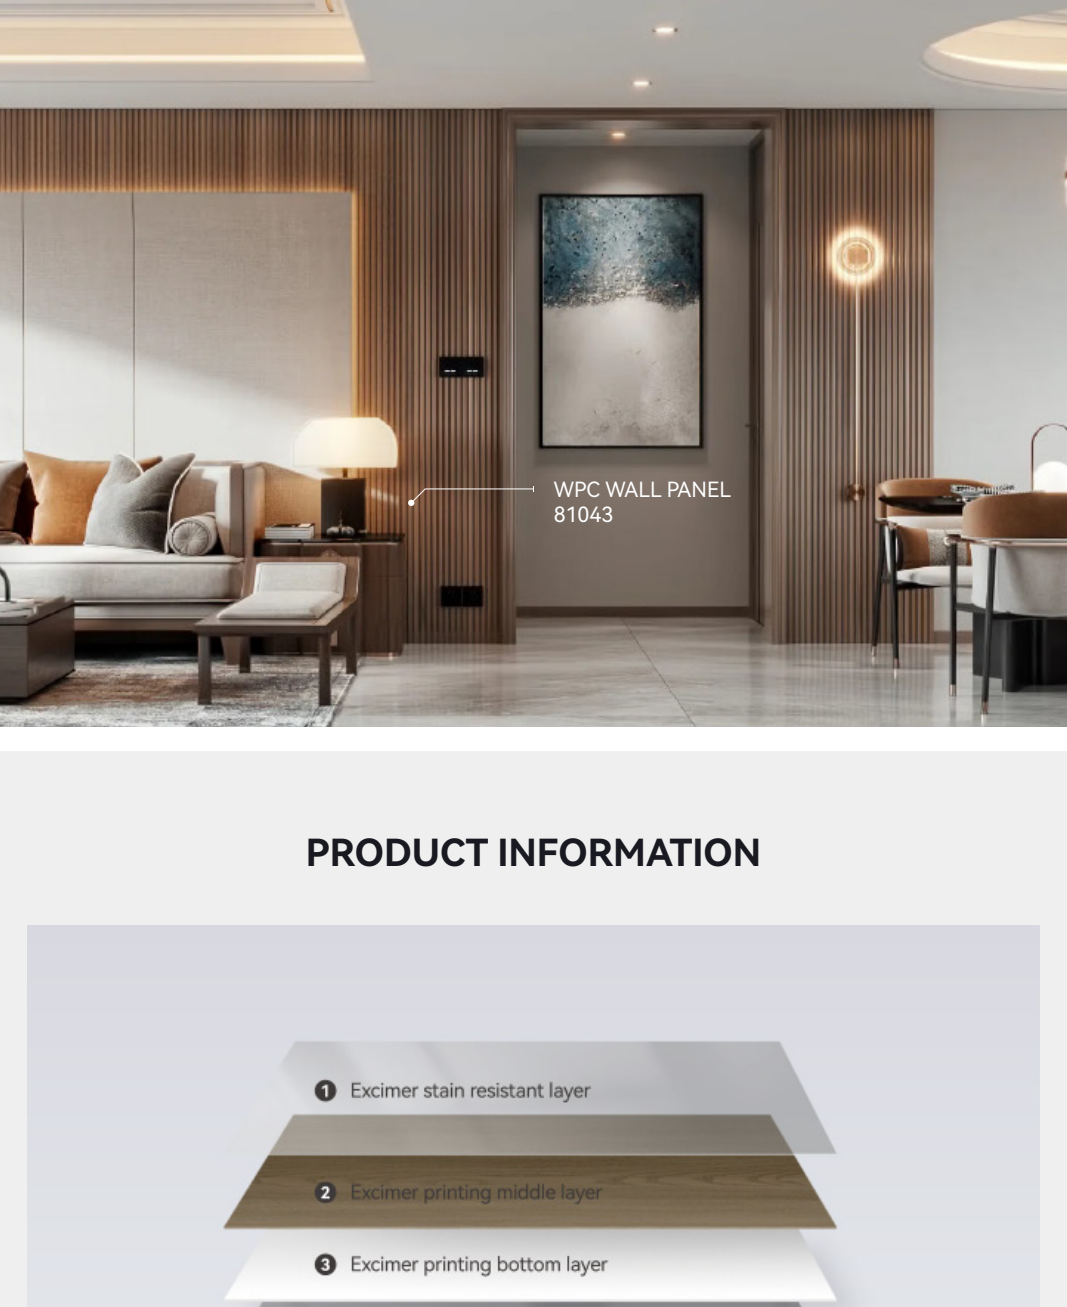 WPC WALL PANEL
81043
PRODUCT INFORMATION
1 Excimer stain resistant layer
2 Excimer printing middle layer
3 Excimer printing bottom layer